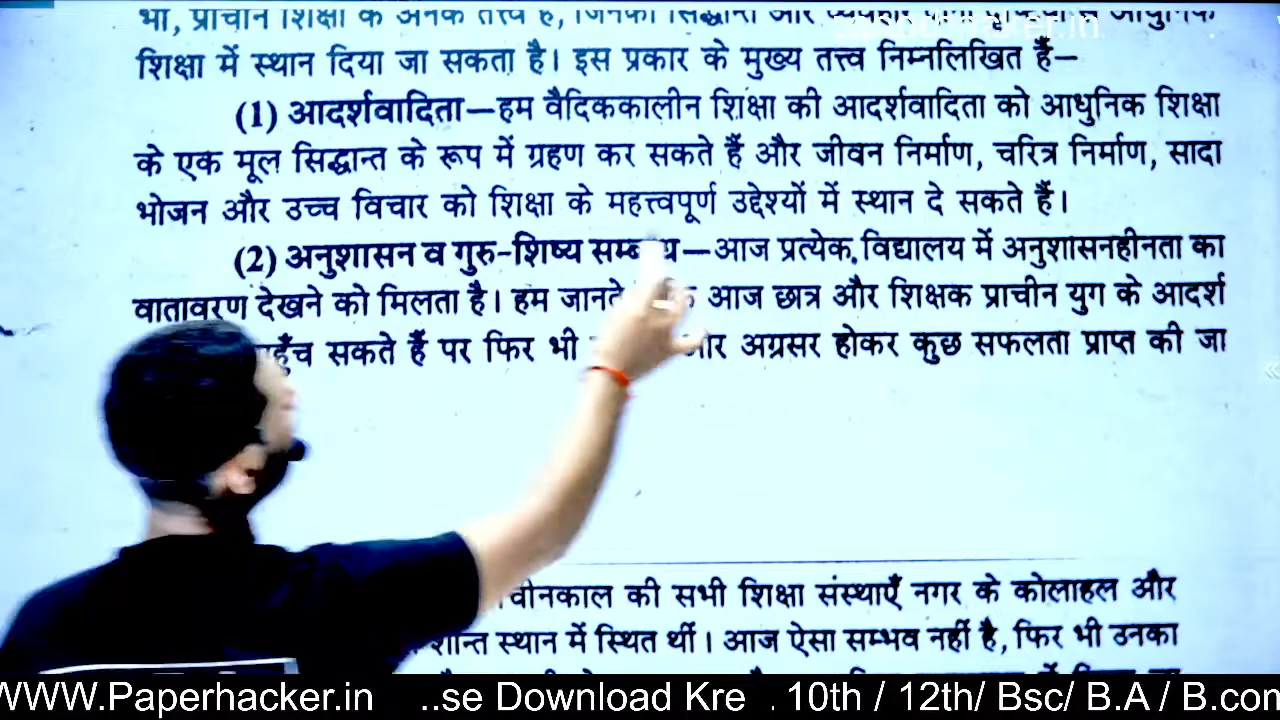 शिक्षा में स्थान दिया जा सकता है। इस प्रकार के मुख्य तत्त्व निम्नलिखित हैं—
(1) आदर्शवादिता—हम वैदिककालीन शिक्षा की आदर्शवादिता को आधुनिक शिक्षा
के एक मूल सिद्धान्त के रूप में ग्रहण कर सकते हैं और जीवन निर्माण, चरित्र निर्माण, सादा
भोजन और उच्च विचार को शिक्षा के महत्त्वपूर्ण उद्देश्यों में स्थान दे सकते हैं।
(2) अनुशासन व गुरु-शिष्य सम्बन्ध—आज प्रत्येक विद्यालय में अनुशासनहीनता का
वातावरण देखने को मिलता है। हम जानते आज छात्र और शिक्षक प्राचीन युग के आदर्श
सकते हैं पर फिर भी अग्रसर होकर कुछ सफलता प्राप्त की जा
की सभी शिक्षा संस्थाएँ नगर के कोलाहल और
शान्त स्थान में स्थित थीं। आज ऐसा सम्भव नहीं है, फिर भी उनका
WWW.Paperhacker.in ..se Download Kre . 10th / 12th/ Bsc/ B.A / B.com